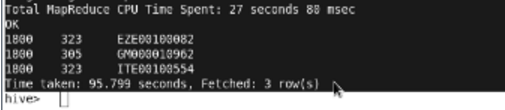 Total MapReduce CPU Time Spent: 27 seconds 80 msec
OK
1800 323 EZE00100082
1800 305 GM000010962
1800 323 ITE00100554
Time taken: 95.799 seconds, Fetched: 3 row(s)
hive>